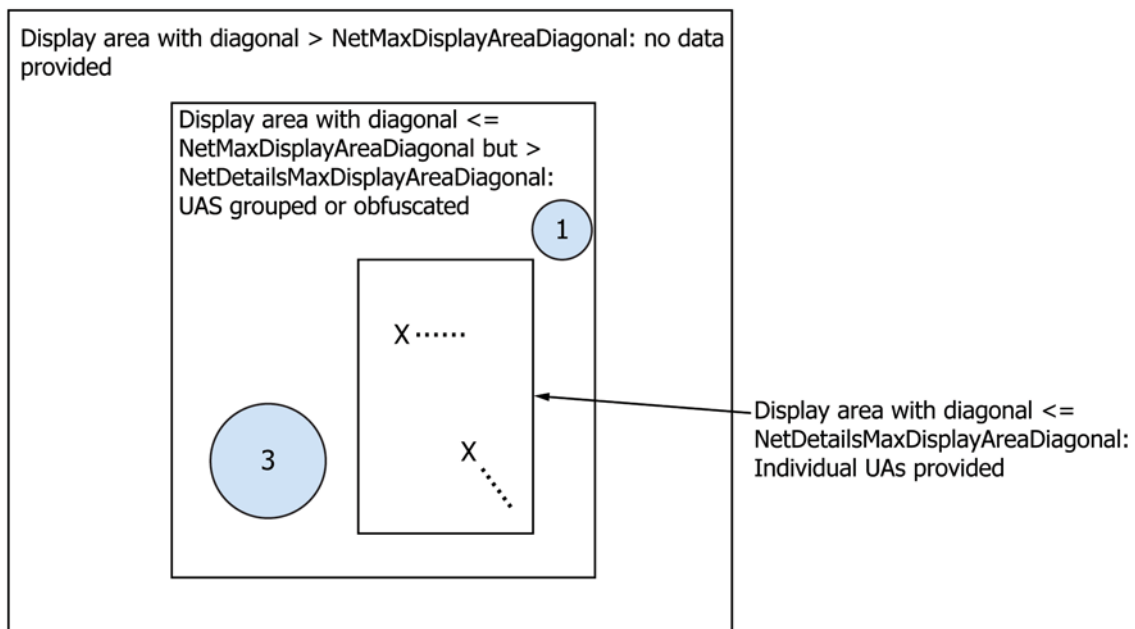 Display area with diagonal > NetMaxDisplayAreaDiagonal: no data
provided
Display area with diagonal <=
NetMaxDisplayAreaDiagonal but >
NetDetailsMaxDisplayAreaDiagonal:
UAS grouped or obfuscated
1
X
3
X
Display area with diagonal <=
NetDetailsMaxDisplayAreaDiagonal:
Individual UAs provided